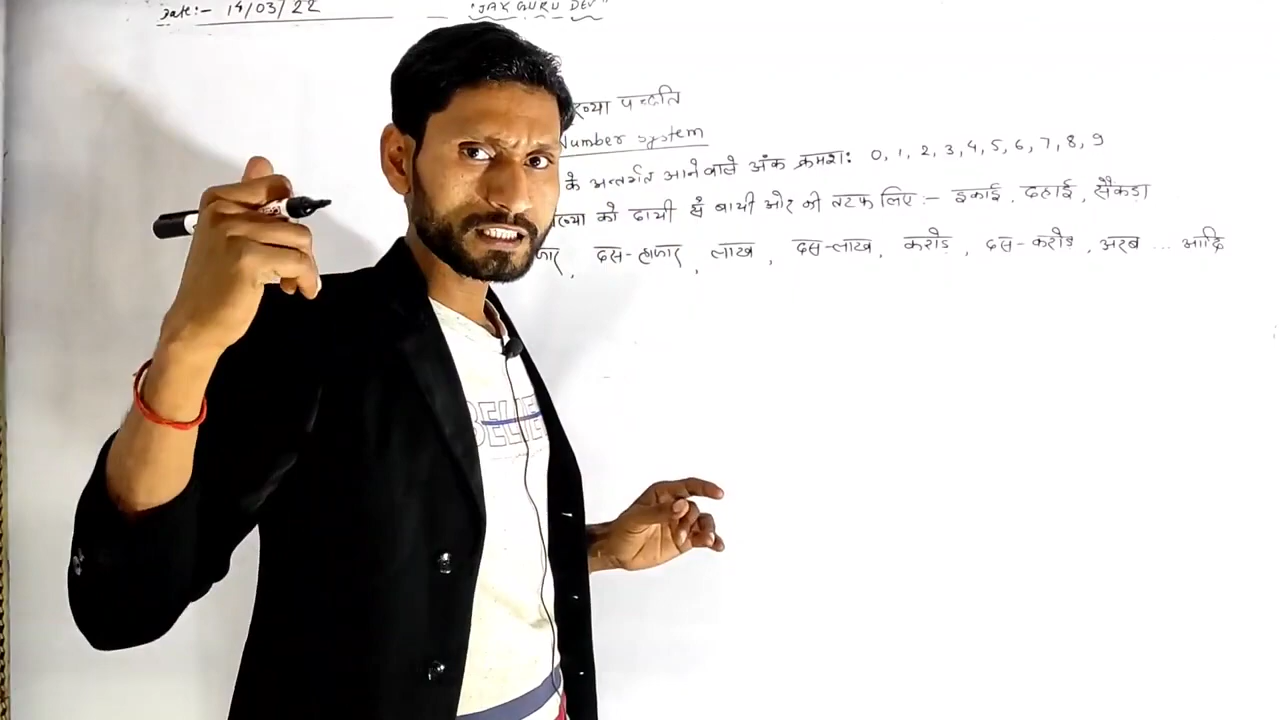 Date:- 14/03/22 "JAY GURU DEV"
पद्धति
Number system
के अन्तर्गत आने वाले अंक क्रमश: 0, 1, 2, 3, 4, 5, 6, 7, 8, 9
को दायी से बायी ओर की तरफ लिए:- इकाई, दहाई, सैकड़ा
दस-हजार, लाख, दस-लाख, करोड़, दस-करोड़, अरब ... आदि
BELIE